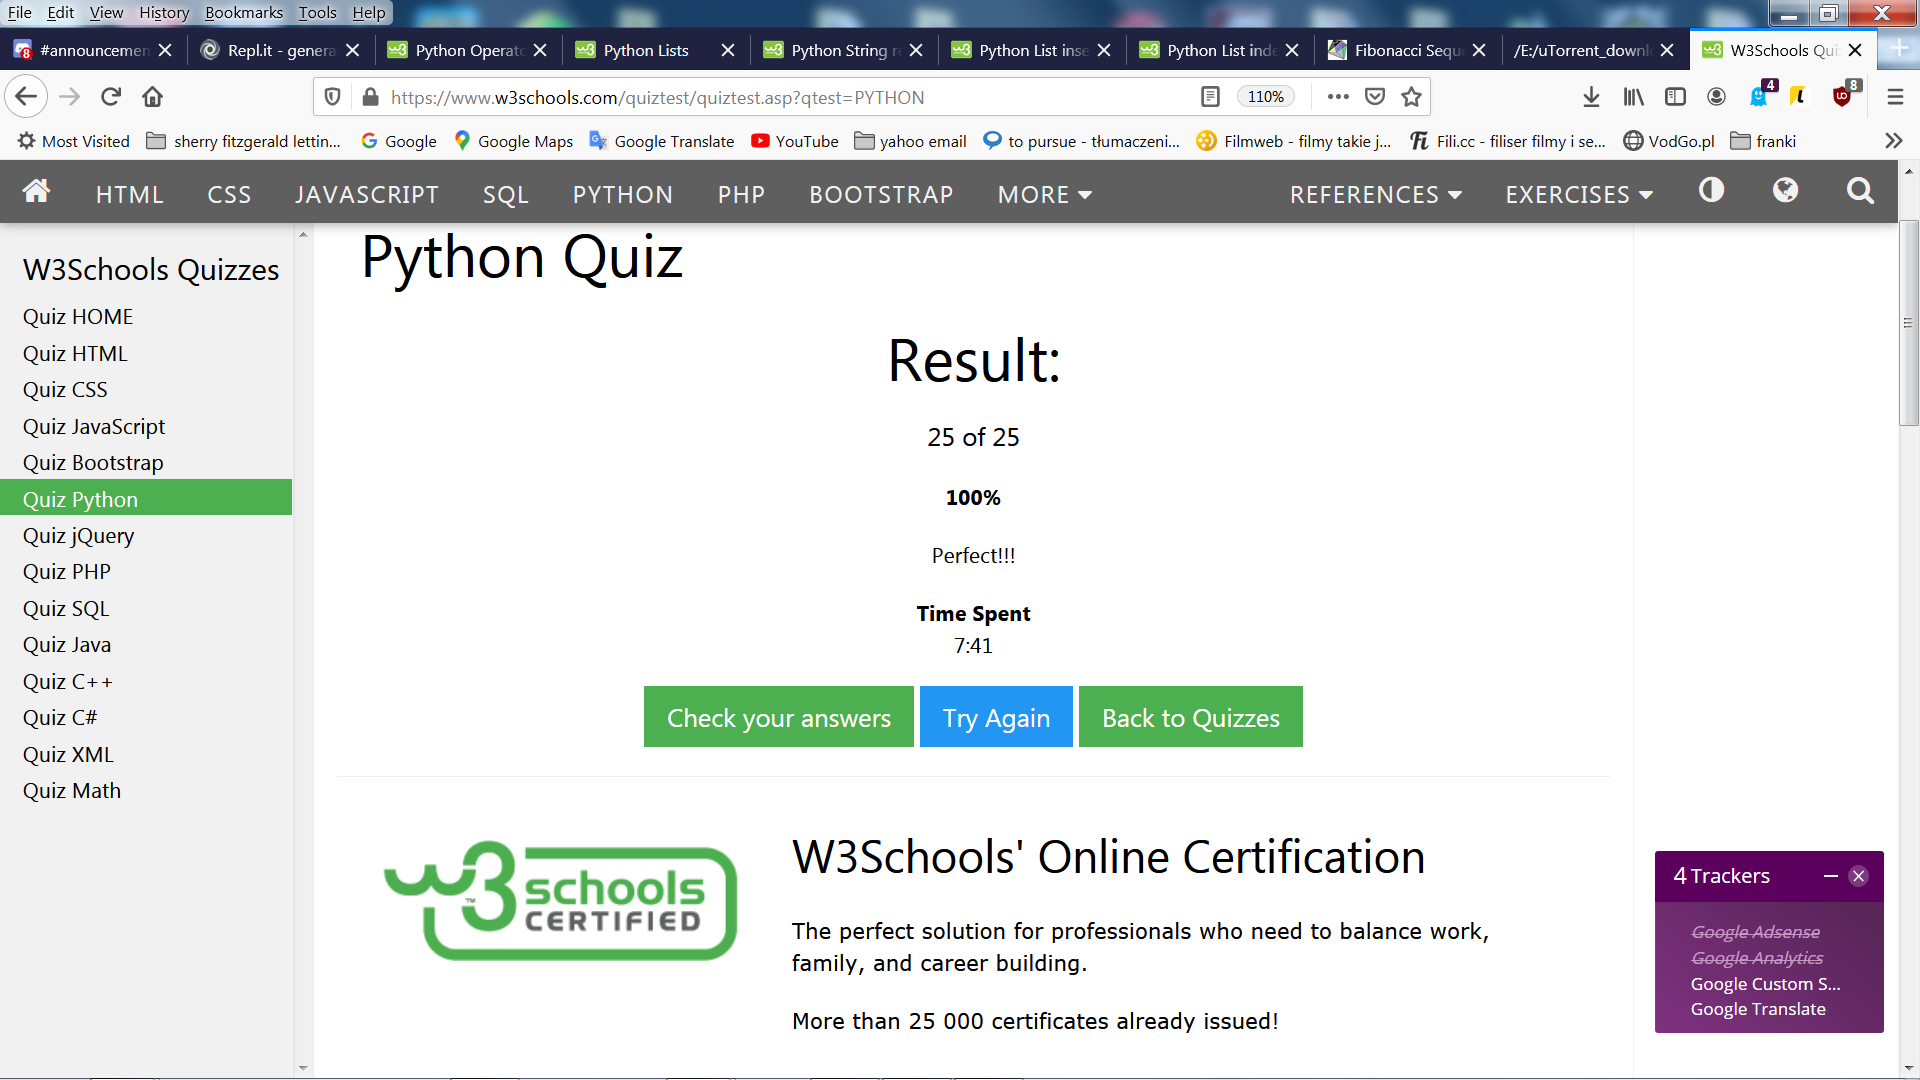 File Edit View History Bookmarks Tools Help
8 #announcemen Repl.it - genera Python Operato Python Lists Python String re Python List inse Python List inde Fibonacci Sequ /E:/uTorrent_downl W3Schools Qui
https://www.w3schools.com/quiztest/quiztest.asp?qtest=PYTHON 110% 4 8
Most Visited sherry fitzgerald lettin... Google Google Maps Google Translate YouTube yahoo email to pursue - tłumaczeni... Filmweb - filmy takie j... Fili.cc - filiser filmy i se... VodGo.pl franki
HTML CSS JAVASCRIPT SQL PYTHON PHP BOOTSTRAP MORE REFERENCES EXERCISES
W3Schools Quizzes
Quiz HOME
Quiz HTML
Quiz CSS
Quiz JavaScript
Quiz Bootstrap
Quiz Python
Quiz jQuery
Quiz PHP
Quiz SQL
Quiz Java
Quiz C++
Quiz C#
Quiz XML
Quiz Math
Python Quiz
Result:
25 of 25
100%
Perfect!!!
Time Spent
7:41
Check your answers Try Again Back to Quizzes
w3schools™
CERTIFIED
W3Schools' Online Certification
The perfect solution for professionals who need to balance work,
family, and career building.
More than 25 000 certificates already issued!
4 Trackers
Google Adsense
Google Analytics
Google Custom S...
Google Translate